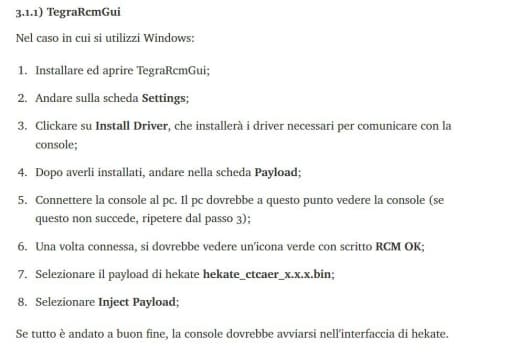 3.1.1) TegraRcmGui
Nel caso in cui si utilizzi Windows:
1. Installare ed aprire TegraRcmGui;
2. Andare sulla scheda Settings;
3. Clickare su Install Driver, che installerà i driver necessari per comunicare con la
console;
4. Dopo averli installati, andare nella scheda Payload;
5. Connettere la console al pc. Il pc dovrebbe a questo punto vedere la console (se
questo non succede, ripetere dal passo 3);
6. Una volta connessa, si dovrebbe vedere un'icona verde con scritto RCM OK;
7. Selezionare il payload di hekate hekate_ctcaer_x.x.x.bin;
8. Selezionare Inject Payload;
Se tutto è andato a buon fine, la console dovrebbe avviarsi nell'interfaccia di hekate.